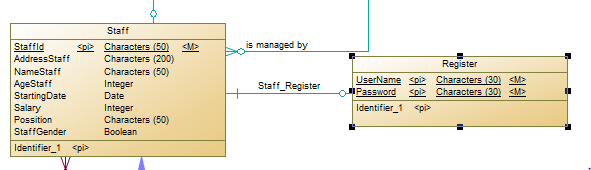 Staff
StaffId <pi> Characters (50) <M>
AddressStaff Characters (200)
NameStaff Characters (50)
AgeStaff Integer
StartingDate Date
Salary Integer
Possition Characters (50)
StaffGender Boolean
Identifier_1 <pi>
is managed by
Staff_Register
Register
UserName <pi> Characters (30) <M>
Password <pi> Characters (30) <M>
Identifier_1 <pi>